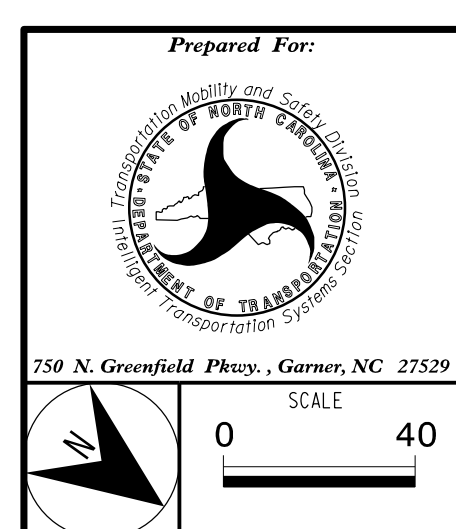 Prepared For:
Transportation Mobility and Safety Division
STATE OF NORTH CAROLINA
DEPARTMENT OF TRANSPORTATION
Intelligent Transportation Systems Section
750 N. Greenfield Pkwy. , Garner, NC 27529
N
SCALE
0 40